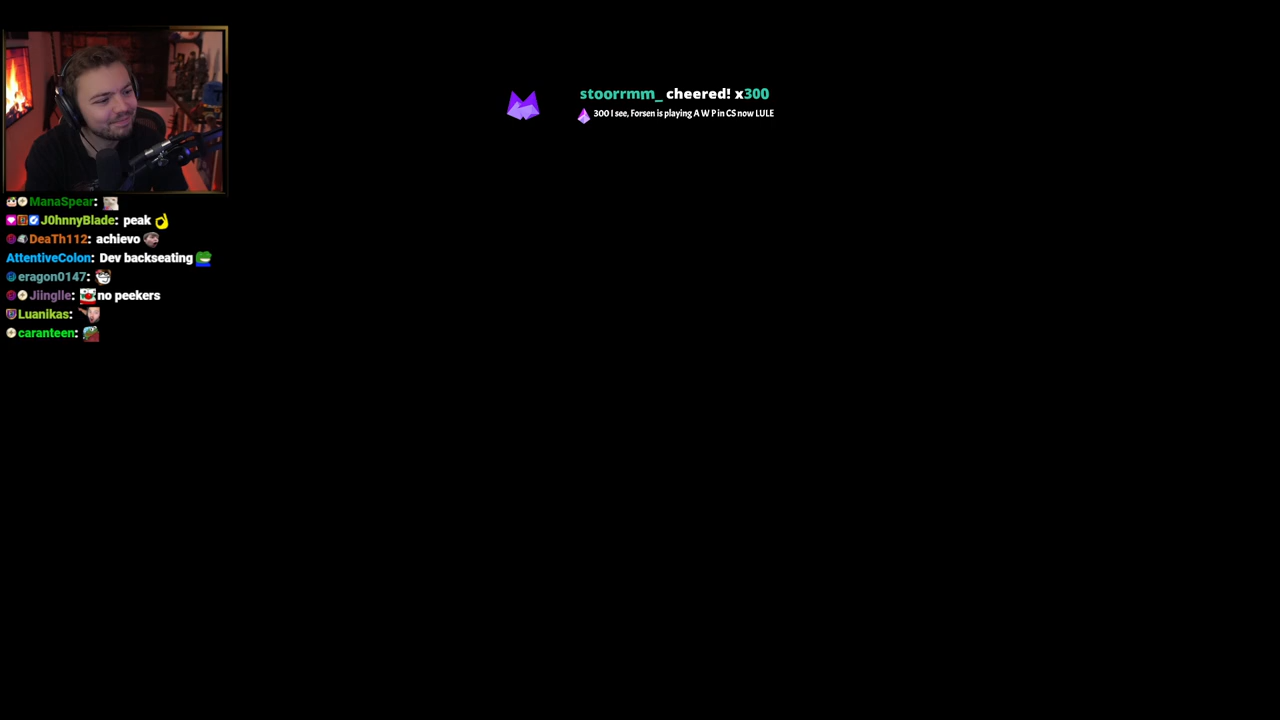 stoorrmm_ cheered! x300
300 I see, Forsen is playing A W P in CS now LULE
ManaSpear:
J0hnnyBlade: peak
DeaTh112: achievo
AttentiveColon: Dev backseating
eragon0147:
Jiinglle: no peekers
Luanikas:
caranteen: